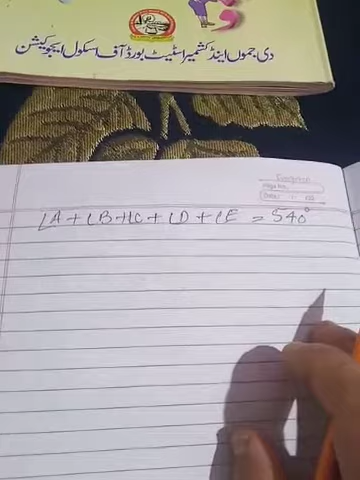 دی جموں اینڈ کشمیر اسٹیٹ بورڈ آف اسکول ایجوکیشن
∠A + ∠B + ∠C + ∠D + ∠E = 540°